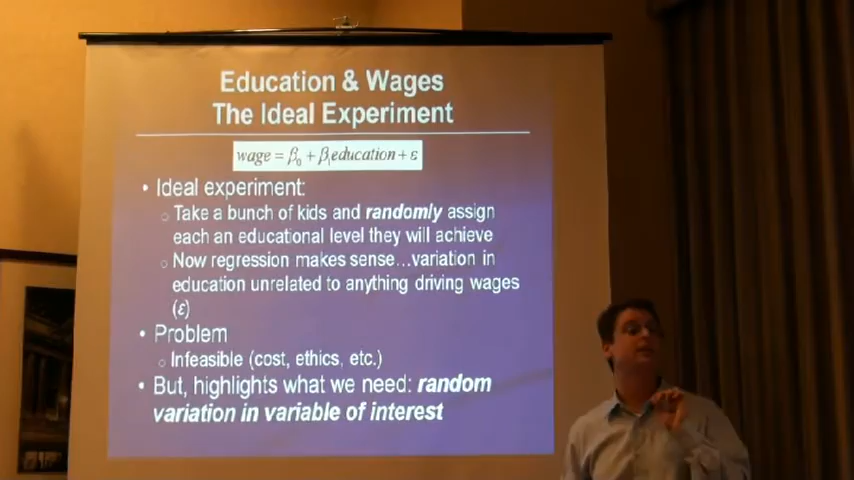 Education & Wages
The Ideal Experiment
wage = β₀ + β₁education + ε
• Ideal experiment:
○ Take a bunch of kids and randomly assign
each an educational level they will achieve
○ Now regression makes sense…variation in
education unrelated to anything driving wages
(ε)
• Problem
○ Infeasible (cost, ethics, etc.)
• But, highlights what we need: random
variation in variable of interest